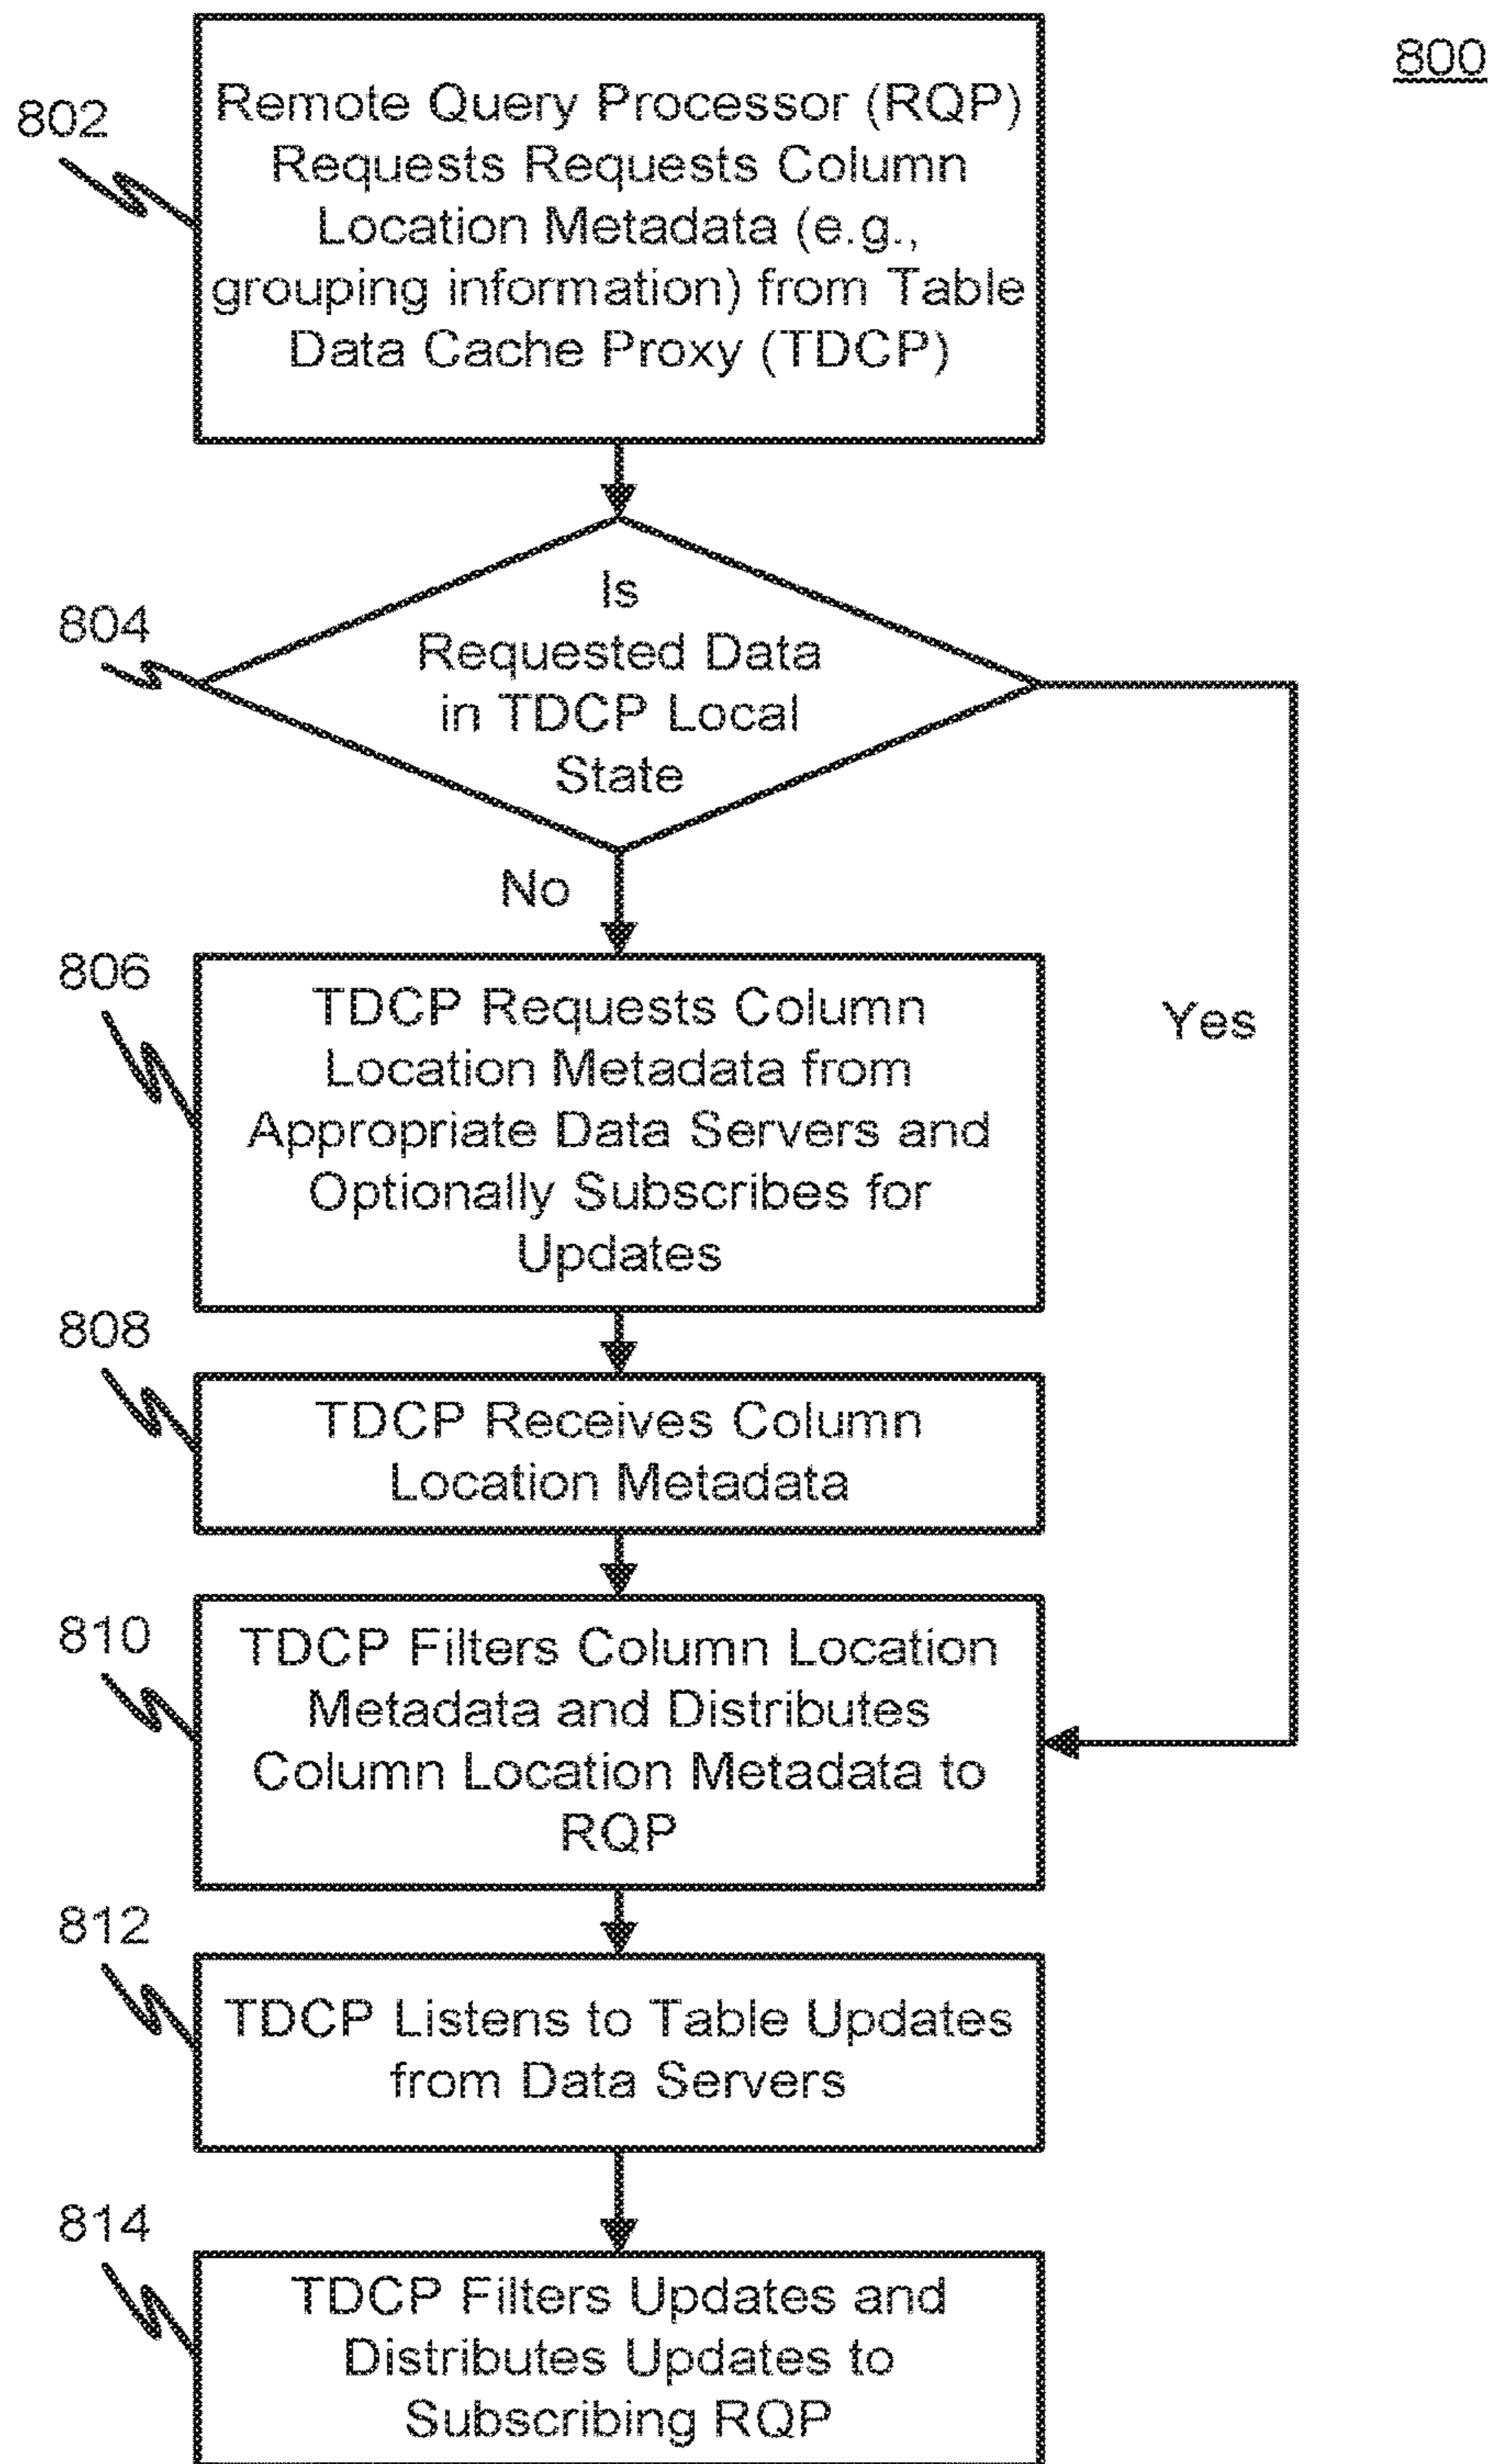 800
802
Remote Query Processor (RQP)
Requests Requests Column
Location Metadata (e.g.,
grouping information) from Table
Data Cache Proxy (TDCP)
804
Is
Requested Data
in TDCP Local
State
No
Yes
806
TDCP Requests Column
Location Metadata from
Appropriate Data Servers and
Optionally Subscribes for
Updates
808
TDCP Receives Column
Location Metadata
810
TDCP Filters Column Location
Metadata and Distributes
Column Location Metadata to
RQP
812
TDCP Listens to Table Updates
from Data Servers
814
TDCP Filters Updates and
Distributes Updates to
Subscribing RQP